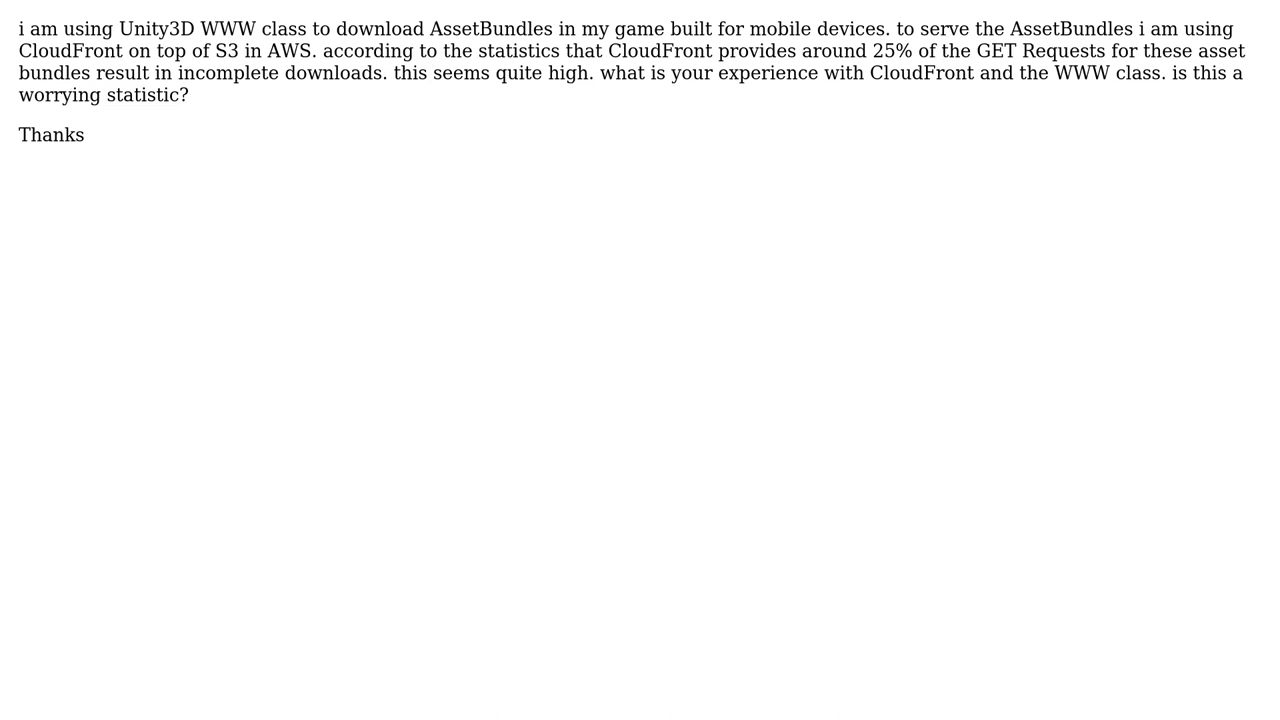 i am using Unity3D WWW class to download AssetBundles in my game built for mobile devices. to serve the AssetBundles i am using
CloudFront on top of S3 in AWS. according to the statistics that CloudFront provides around 25% of the GET Requests for these asset
bundles result in incomplete downloads. this seems quite high. what is your experience with CloudFront and the WWW class. is this a
worrying statistic?
Thanks